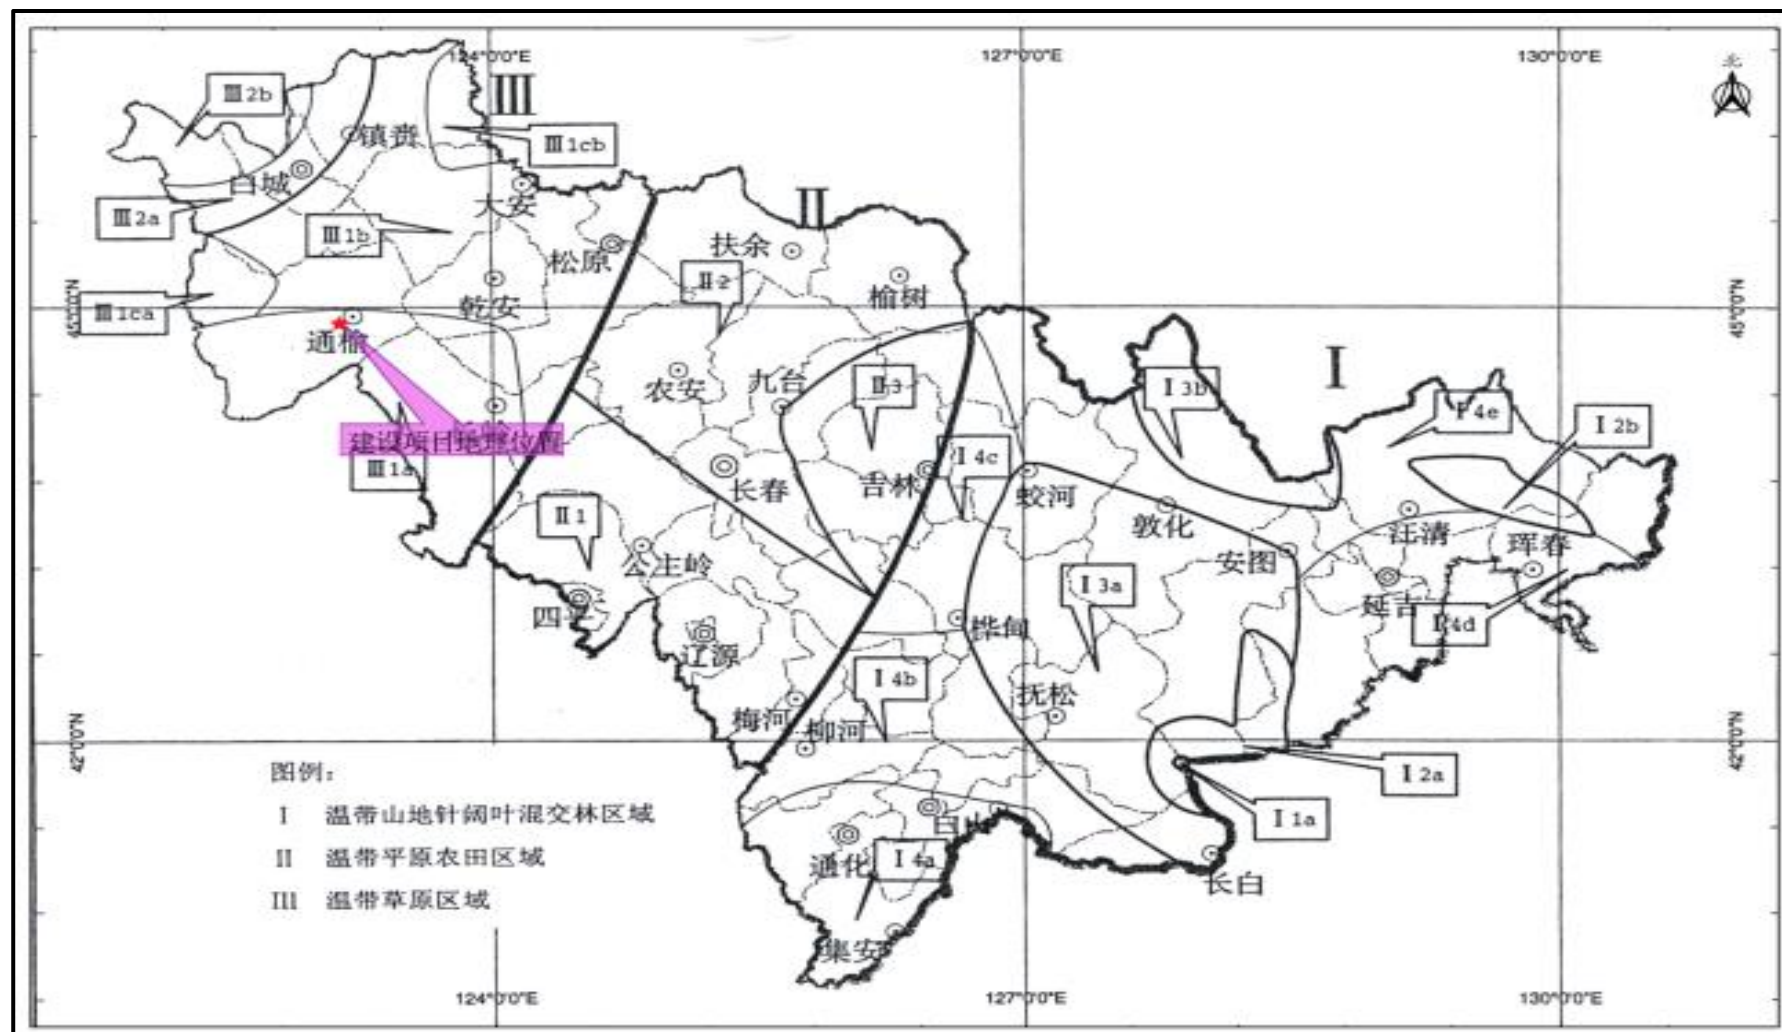 124°0'0"E
127°0'0"E
130°0'0"E
北
III
III2b
镇赉
III1cb
白城
III2a
大安
II
III1b
松原
扶余
II2
榆树
III1ca
乾安
45°0'0"N
45°0'0"N
通榆
I
农安
九台
II3
I3b
I4e
I2b
建设项目地理位置
III1a
长春
吉林
I4c
蛟河
敦化
汪清
珲春
II1
公主岭
安图
四平
I3a
延吉
I4d
桦甸
辽源
I4b
抚松
梅河
柳河
42°0'0"N
42°0'0"N
图例：
I 温带山地针阔叶混交林区域
II 温带平原农田区域
III 温带草原区域
I2a
I1a
白山
通化
I4a
长白
集安
124°0'0"E
127°0'0"E
130°0'0"E